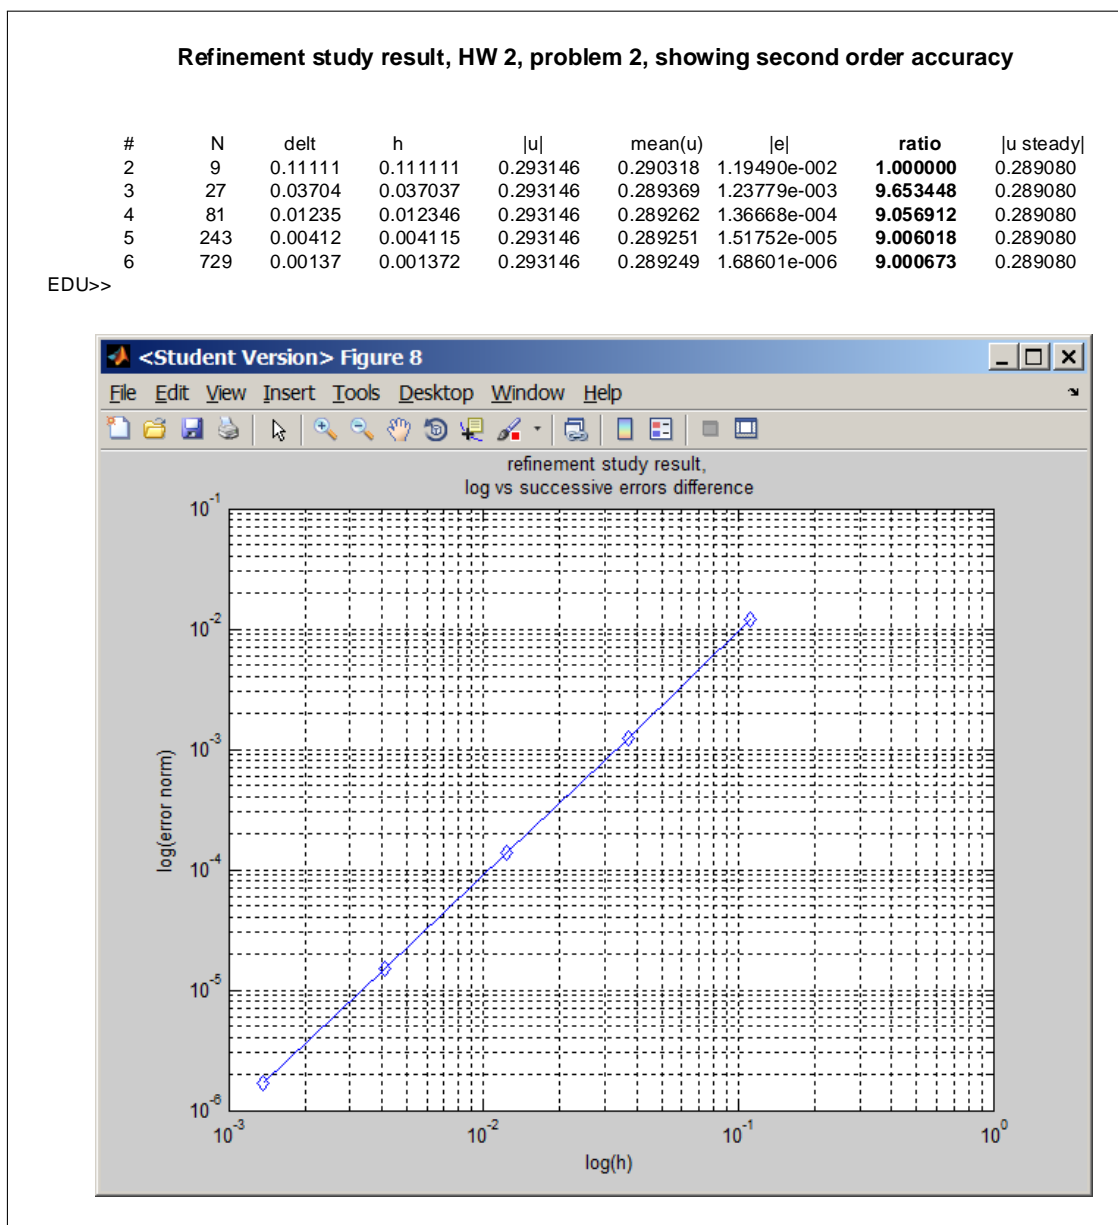 Refinement study result, HW 2, problem 2, showing second order accuracy
# N delt h |u| mean(u) |e| ratio |u steady|
2 9 0.11111 0.111111 0.293146 0.290318 1.19490e-002 1.000000 0.289080
3 27 0.03704 0.037037 0.293146 0.289369 1.23779e-003 9.653448 0.289080
4 81 0.01235 0.012346 0.293146 0.289262 1.36668e-004 9.056912 0.289080
5 243 0.00412 0.004115 0.293146 0.289251 1.51752e-005 9.006018 0.289080
6 729 0.00137 0.001372 0.293146 0.289249 1.68601e-006 9.000673 0.289080
EDU>>
<Student Version> Figure 8
File Edit View Insert Tools Desktop Window Help
refinement study result,
log vs successive errors difference
10^-1
10^-2
10^-3
10^-4
10^-5
10^-6
log(error norm)
10^-3 10^-2 10^-1 10^0
log(h)